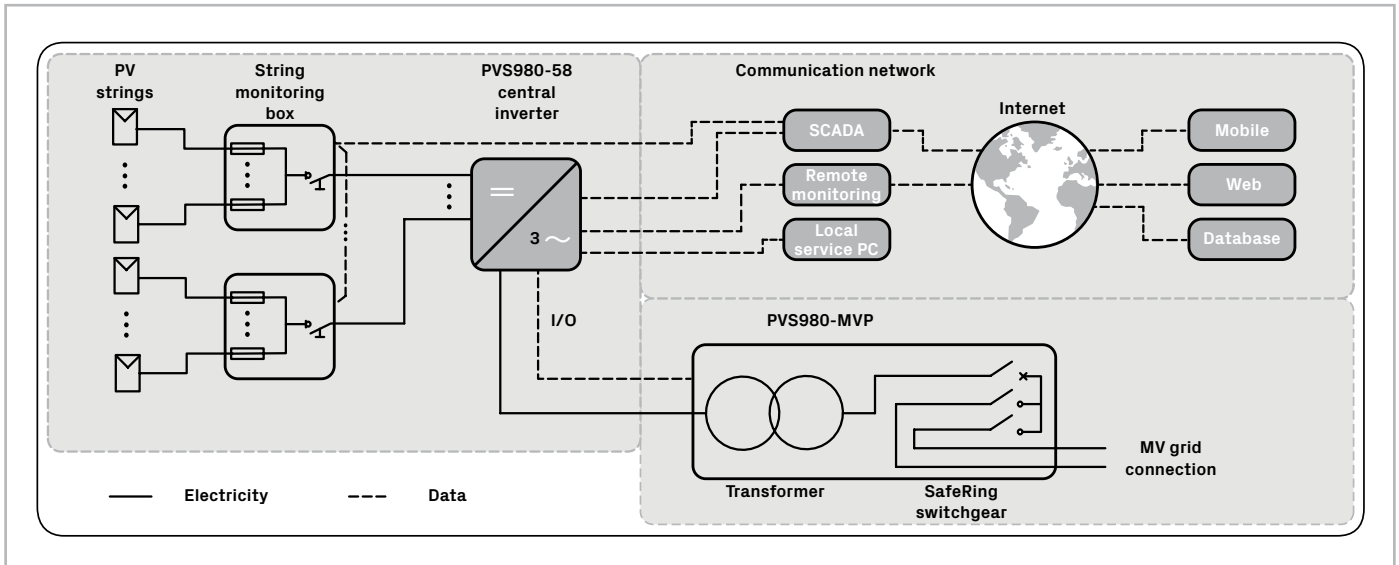 PV
strings
String
monitoring
box
PVS980-58
central
inverter
3
I/O
Communication network
SCADA
Remote
monitoring
Local
service PC
Internet
Mobile
Web
Database
PVS980-MVP
Transformer
SafeRing
switchgear
MV grid
connection
Electricity
Data